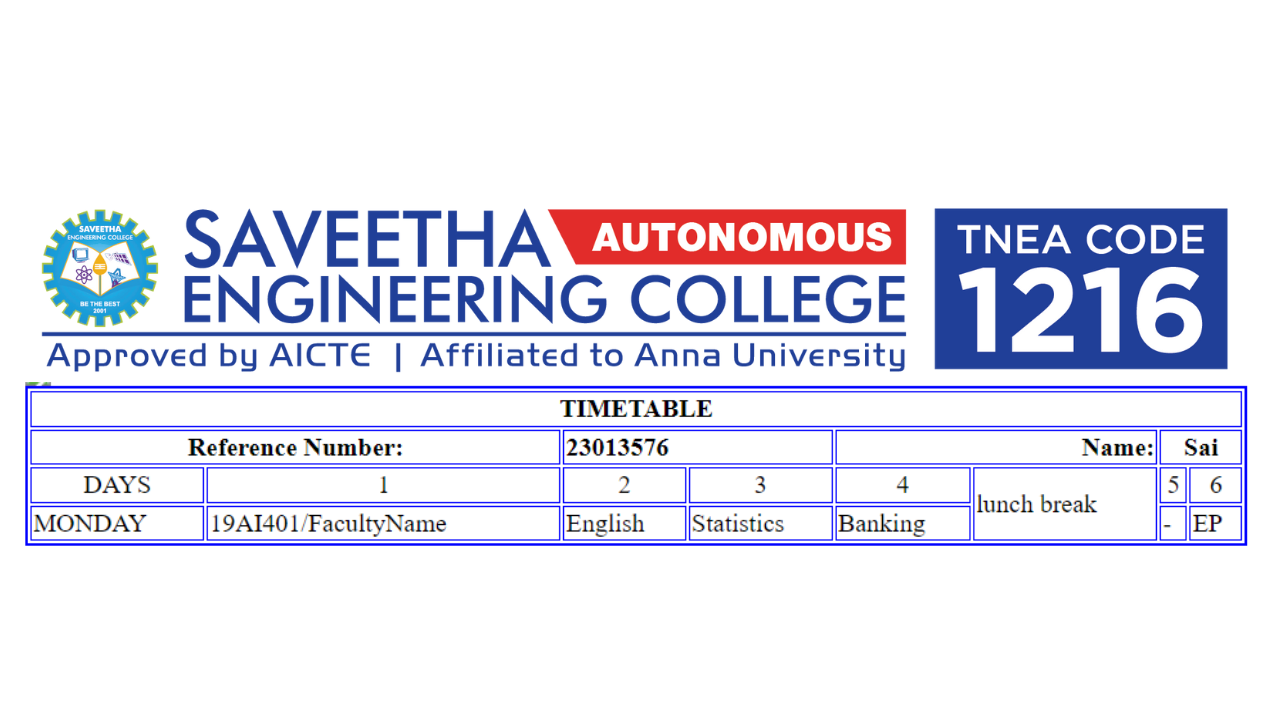 SAVEETHA
ENGINEERING COLLEGE
BE THE BEST
2001
SAVEETHA AUTONOMOUS
ENGINEERING COLLEGE
Approved by AICTE | Affiliated to Anna University
TNEA CODE
1216
TIMETABLE
Reference Number: 23013576 Name: Sai
DAYS 1 2 3 4 lunch break 5 6
MONDAY 19AI401/FacultyName English Statistics Banking - EP